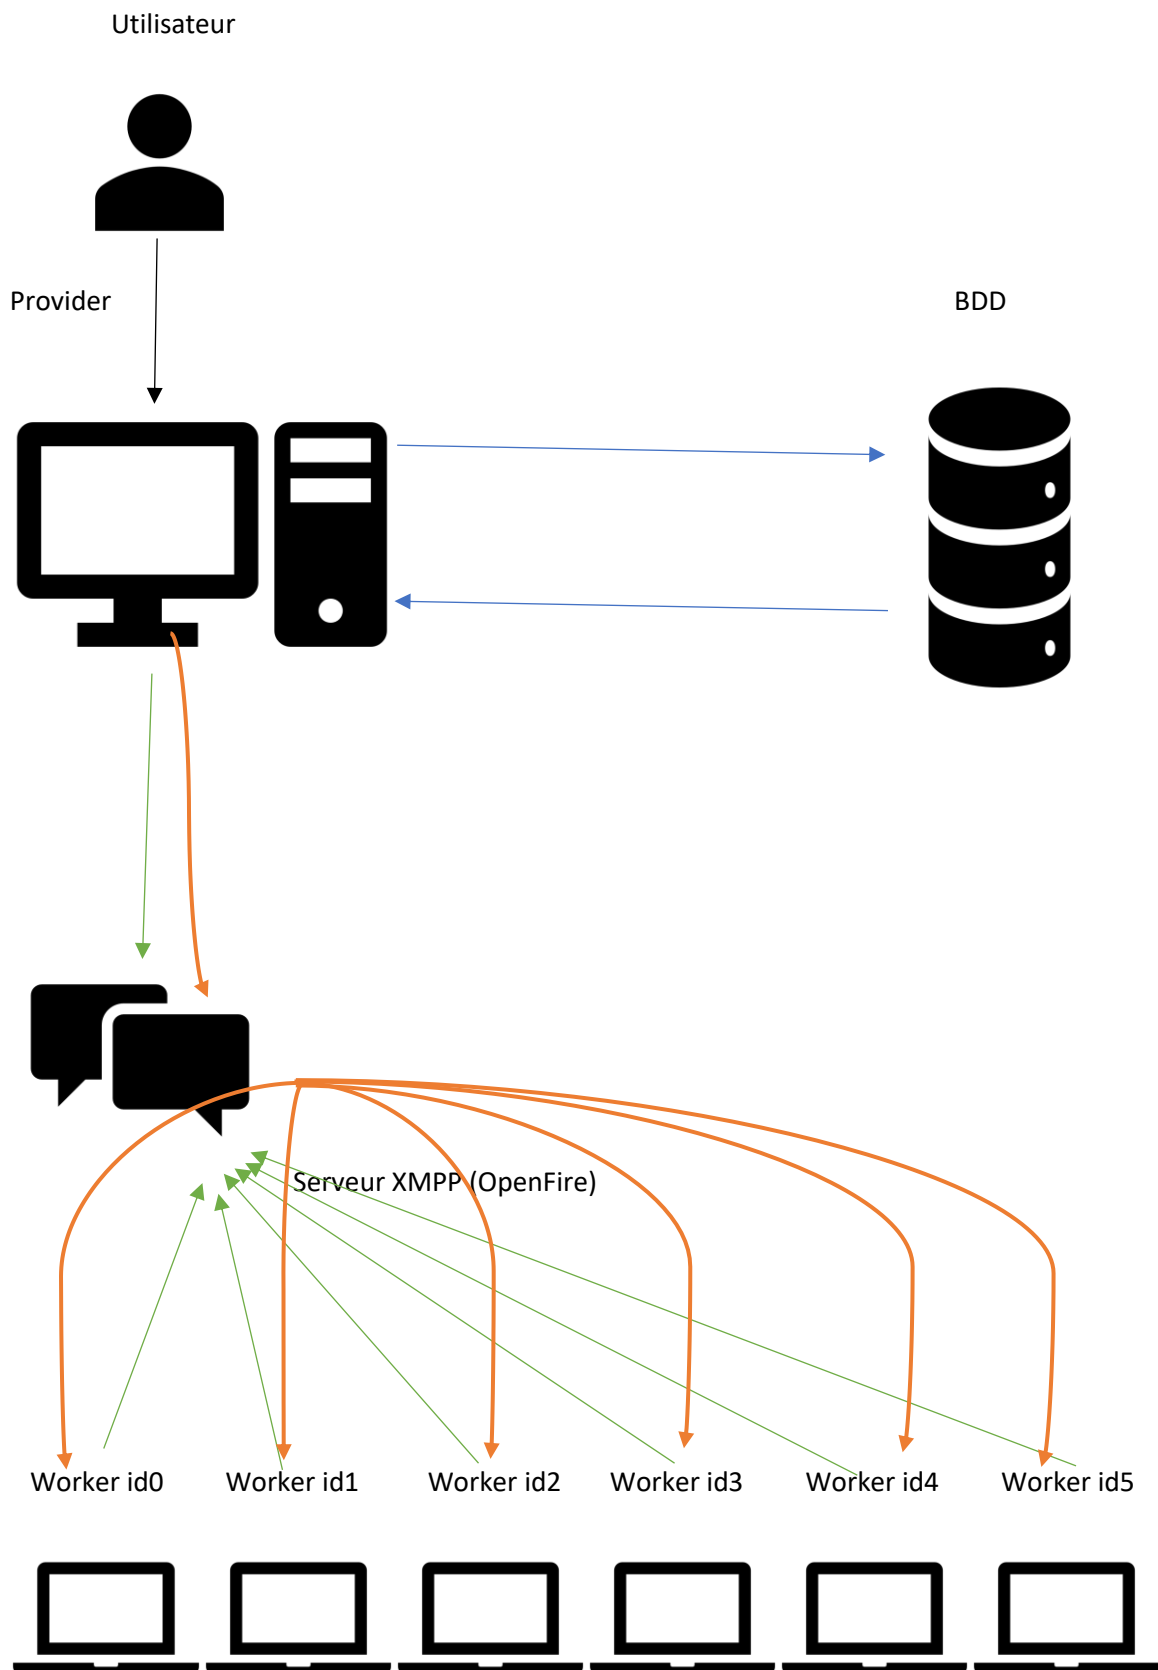 Utilisateur
Provider
BDD
Serveur XMPP (OpenFire)
Worker id0
Worker id1
Worker id2
Worker id3
Worker id4
Worker id5